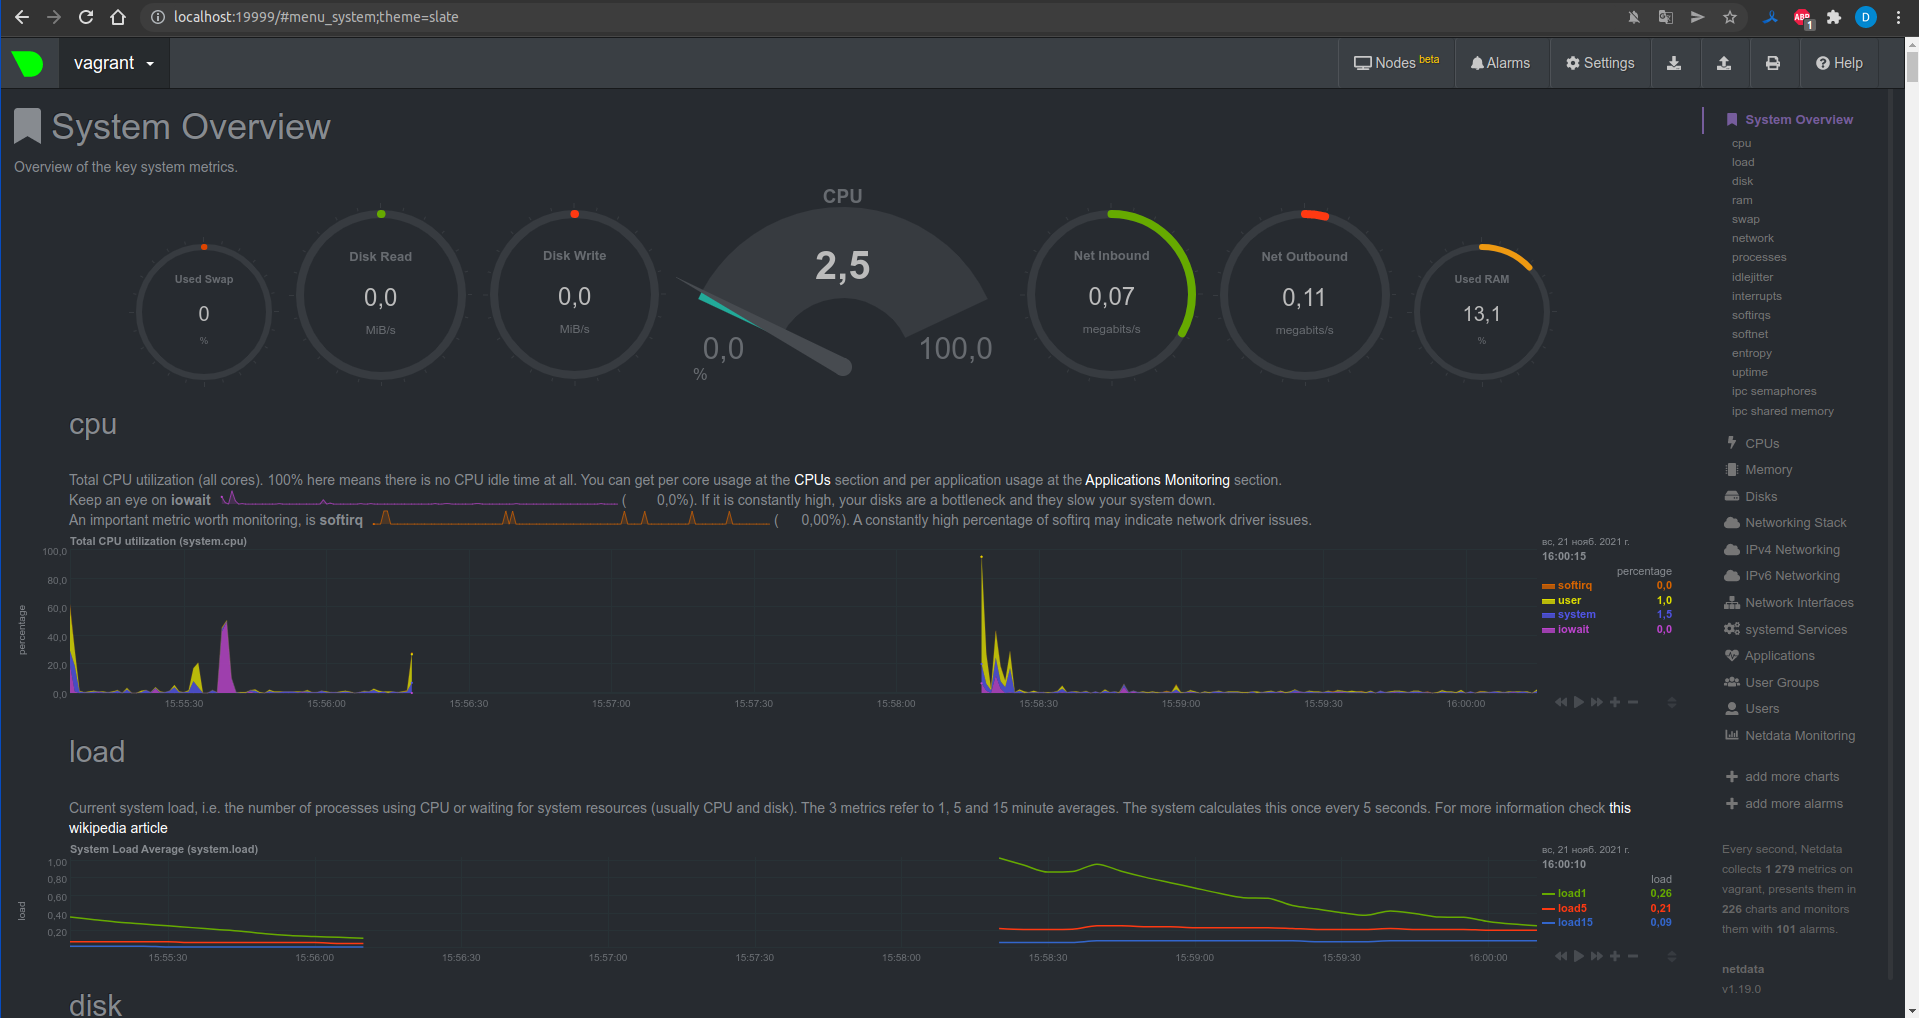 localhost:19999/#menu_system;theme=slate
ABP 1 D
vagrant
Nodes beta
Alarms
Settings
Help
System Overview
Overview of the key system metrics.
Used Swap
0
%
Disk Read
0,0
MiB/s
Disk Write
0,0
MiB/s
CPU
2,5
0,0
100,0
%
Net Inbound
0,07
megabits/s
Net Outbound
0,11
megabits/s
Used RAM
13,1
%
cpu
Total CPU utilization (all cores). 100% here means there is no CPU idle time at all. You can get per core usage at the CPUs section and per application usage at the Applications Monitoring section.
Keep an eye on iowait ( 0,0%). If it is constantly high, your disks are a bottleneck and they slow your system down.
An important metric worth monitoring, is softirq ( 0,00%). A constantly high percentage of softirq may indicate network driver issues.
Total CPU utilization (system.cpu)
percentage
100,0
80,0
60,0
40,0
20,0
0,0
15:55:30 15:56:00 15:56:30 15:57:00 15:57:30 15:58:00 15:58:30 15:59:00 15:59:30 16:00:00
вс, 21 нояб. 2021 г.
16:00:15
percentage
softirq 0,0
user 1,0
system 1,5
iowait 0,0
load
Current system load, i.e. the number of processes using CPU or waiting for system resources (usually CPU and disk). The 3 metrics refer to 1, 5 and 15 minute averages. The system calculates this once every 5 seconds. For more information check this
wikipedia article
System Load Average (system.load)
load
1,00
0,80
0,60
0,40
0,20
15:55:30 15:56:00 15:56:30 15:57:00 15:57:30 15:58:00 15:58:30 15:59:00 15:59:30 16:00:00
вс, 21 нояб. 2021 г.
16:00:10
load
load1 0,26
load5 0,21
load15 0,09
disk
System Overview
cpu
load
disk
ram
swap
network
processes
idlejitter
interrupts
softirqs
softnet
entropy
uptime
ipc semaphores
ipc shared memory
CPUs
Memory
Disks
Networking Stack
IPv4 Networking
IPv6 Networking
Network Interfaces
systemd Services
Applications
User Groups
Users
Netdata Monitoring
add more charts
add more alarms
Every second, Netdata
collects 1 279 metrics on
vagrant, presents them in
226 charts and monitors
them with 101 alarms.
netdata
v1.19.0